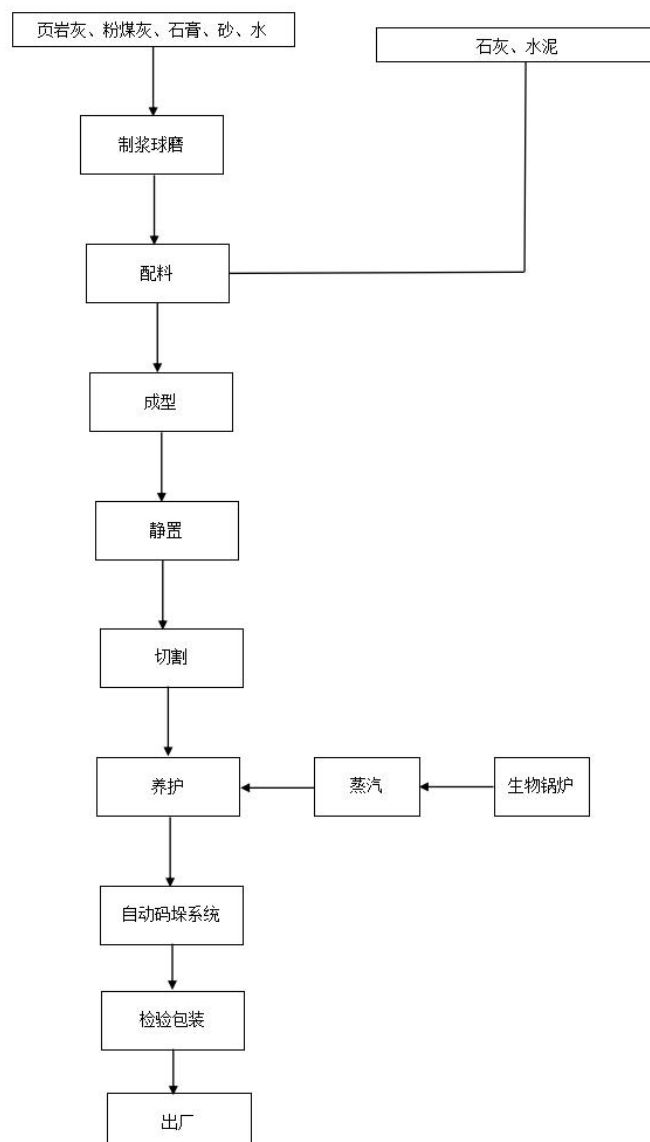 页岩灰、粉煤灰、石膏、砂、水
石灰、水泥
制浆球磨
配料
成型
静置
切割
养护
蒸汽
生物锅炉
自动码垛系统
检验包装
出厂